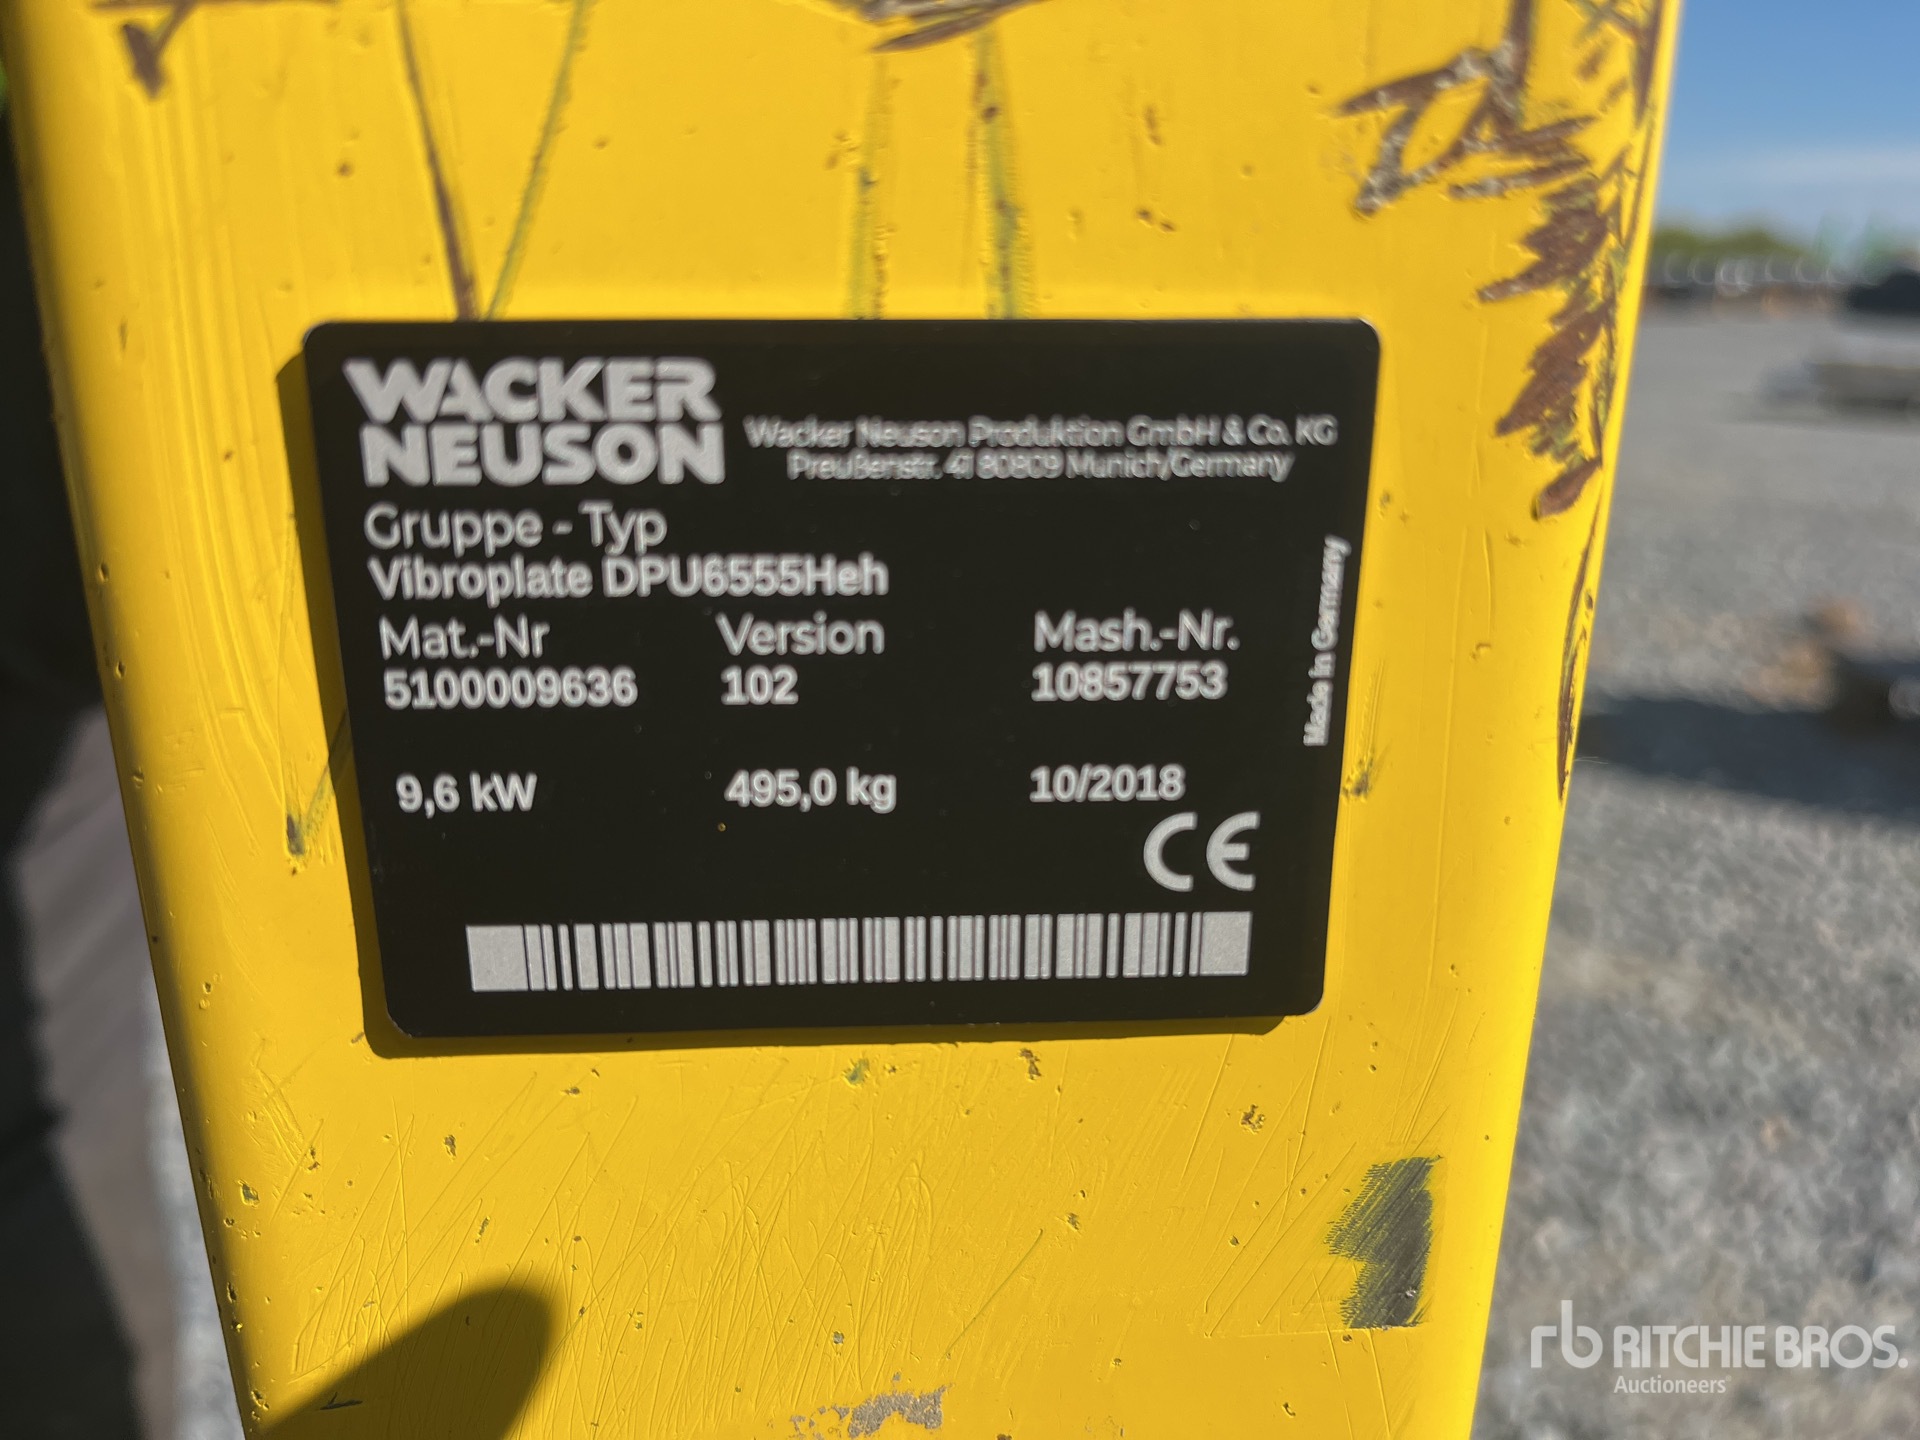 WACKER
NEUSON
Wacker Neuson Produktion GmbH & Co. KG
Preußenstr. 41 80809 Munich/Germany
Gruppe - Typ
Vibroplate DPU6555Heh
Mat.-Nr Version Mash.-Nr.
5100009636 102 10857753
Made in Germany
9,6 kW 495,0 kg 10/2018
CE
rb RITCHIE BROS.
Auctioneers